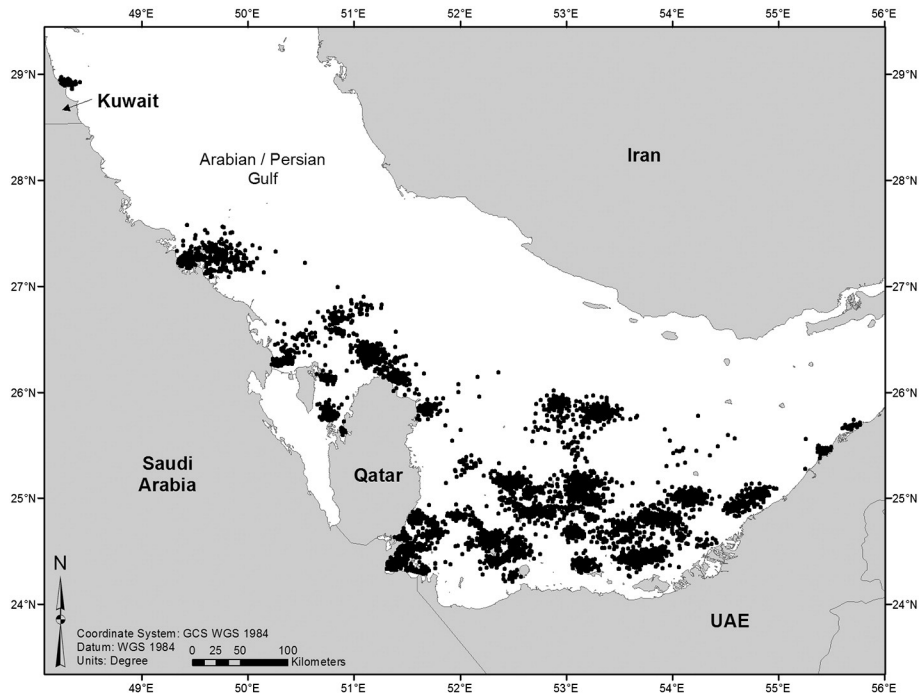 49°E 50°E 51°E 52°E 53°E 54°E 55°E 56°E
29°N 29°N
Kuwait
Arabian / Persian
Gulf
Iran
28°N 28°N
27°N 27°N
26°N 26°N
Saudi
Arabia
Qatar
25°N 25°N
N
24°N 24°N
UAE
Coordinate System: GCS WGS 1984
Datum: WGS 1984
Units: Degree
0 25 50 100
Kilometers
49°E 50°E 51°E 52°E 53°E 54°E 55°E 56°E